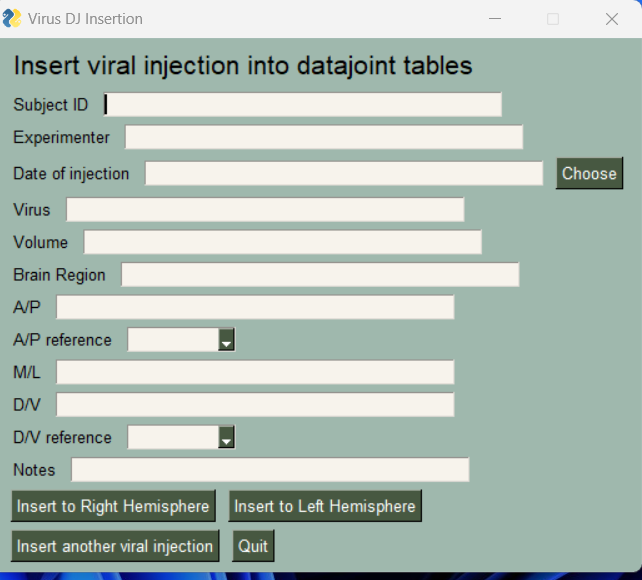 Virus DJ Insertion
Insert viral injection into datajoint tables
Subject ID
Experimenter
Date of injection Choose
Virus
Volume
Brain Region
A/P
A/P reference
M/L
D/V
D/V reference
Notes
Insert to Right Hemisphere Insert to Left Hemisphere
Insert another viral injection Quit